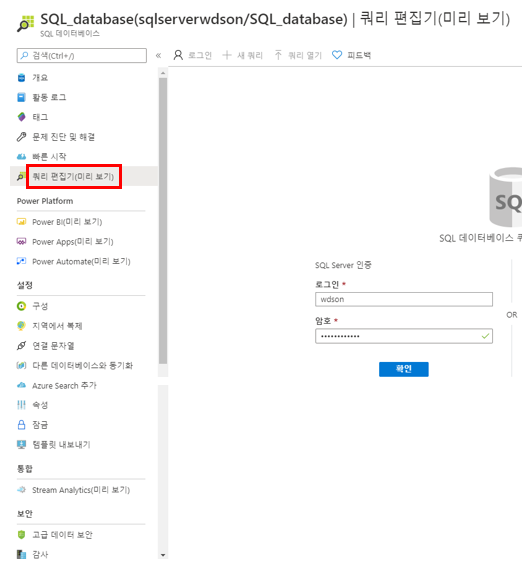 SQL_database(sqlserverwdson/SQL_database) | 쿼리 편집기(미리 보기)
SQL 데이터베이스
검색(Ctrl+/)
«
로그인
새 쿼리
쿼리 열기
피드백
개요
활동 로그
태그
문제 진단 및 해결
빠른 시작
쿼리 편집기(미리 보기)
Power Platform
Power BI(미리 보기)
Power Apps(미리 보기)
Power Automate(미리 보기)
설정
구성
지역에서 복제
연결 문자열
다른 데이터베이스와 동기화
Azure Search 추가
속성
잠금
템플릿 내보내기
통합
Stream Analytics(미리 보기)
보안
고급 데이터 보안
감사
SQ
SQL 데이터베이스 쿼
SQL Server 인증
로그인 *
wdson
OR
암호 *
••••••••••••
확인